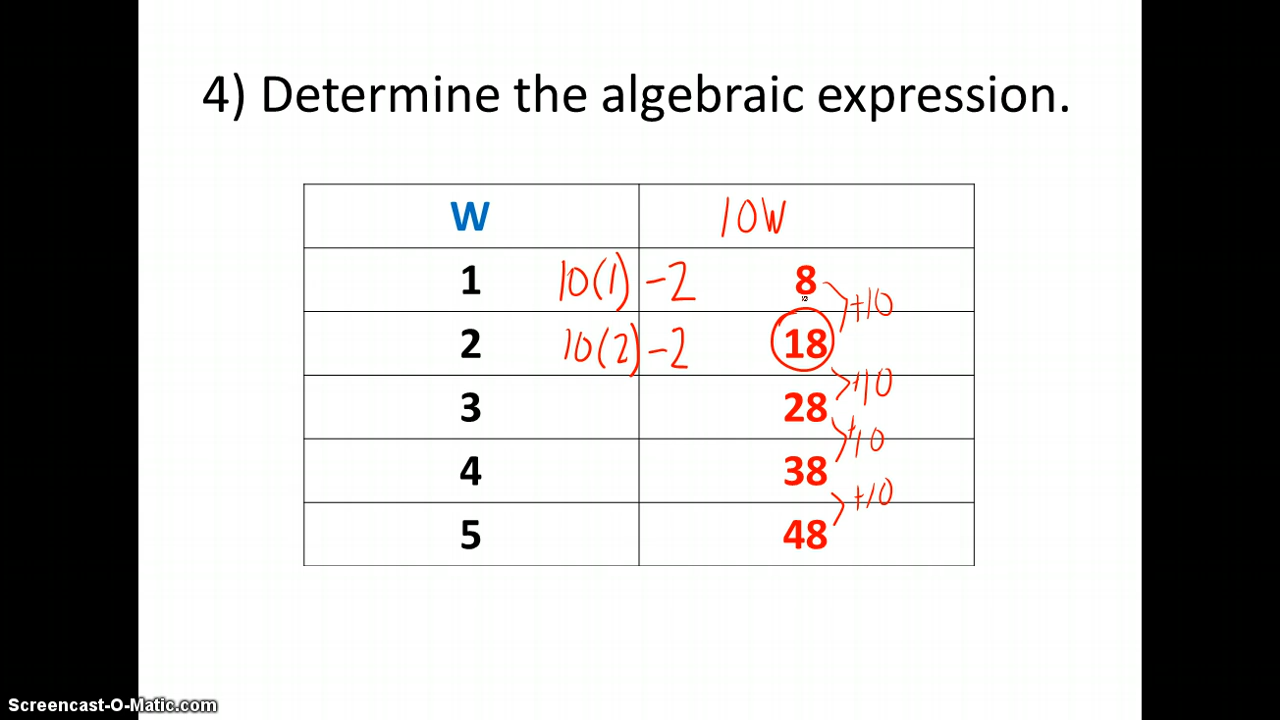 4) Determine the algebraic expression.
W 10W
1 10(1) -2 8 +10
2 10(2) -2 18 +10
3 28 +10
4 38 +10
5 48
Screencast-O-Matic.com